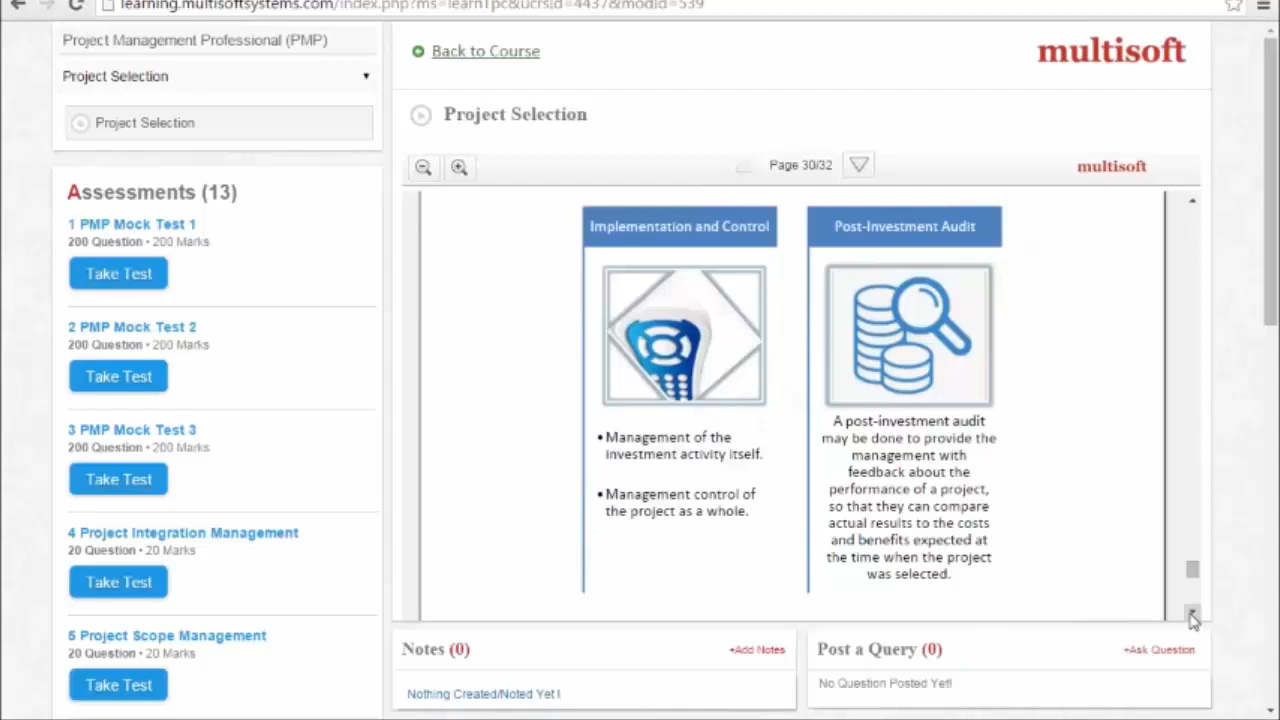 learning.multisoftsystems.com/index.php?ms=learn1pc&ucrsid=4437&modid=539
Project Management Professional (PMP)
Project Selection
Project Selection
Assessments (13)
1 PMP Mock Test 1
200 Question • 200 Marks
Take Test
2 PMP Mock Test 2
200 Question • 200 Marks
Take Test
3 PMP Mock Test 3
200 Question • 200 Marks
Take Test
4 Project Integration Management
20 Question • 20 Marks
Take Test
5 Project Scope Management
20 Question • 20 Marks
Take Test
Back to Course
multisoft
Project Selection
Page 30/32
multisoft
Implementation and Control
• Management of the
investment activity itself.
• Management control of
the project as a whole.
Post-Investment Audit
A post-investment audit
may be done to provide the
management with
feedback about the
performance of a project,
so that they can compare
actual results to the costs
and benefits expected at
the time when the project
was selected.
Notes (0)
+Add Notes
Nothing Created/Noted Yet !
Post a Query (0)
+Ask Question
No Question Posted Yet!